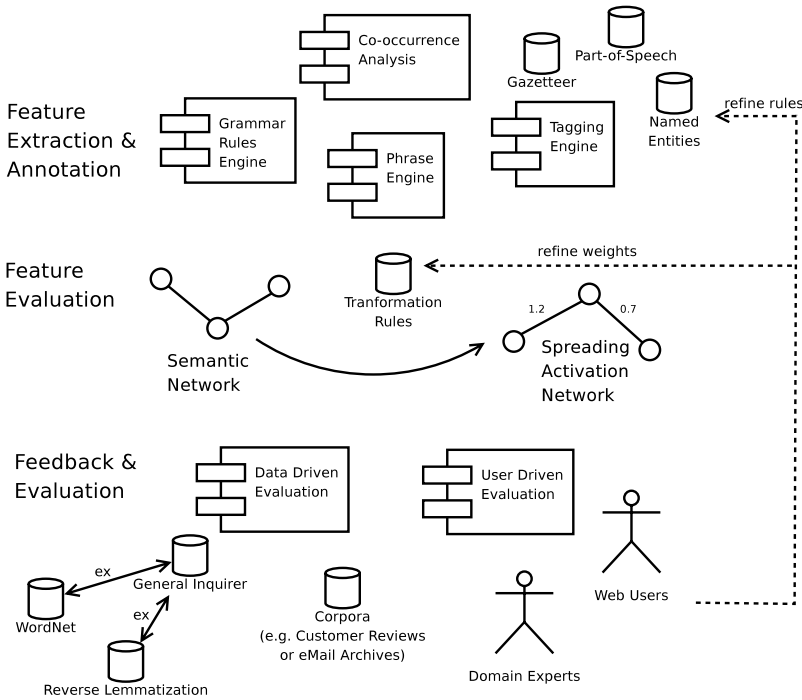 Feature
Extraction &
Annotation
Co-occurrence
Analysis
Part-of-Speech
Gazetteer
Named
Entities
refine rules
Grammar
Rules
Engine
Phrase
Engine
Tagging
Engine
Feature
Evaluation
Tranformation
Rules
refine weights
1.2
0.7
Semantic
Network
Spreading
Activation
Network
Feedback &
Evaluation
Data Driven
Evaluation
User Driven
Evaluation
ex
General Inquirer
WordNet
ex
Reverse Lemmatization
Corpora
(e.g. Customer Reviews
or eMail Archives)
Web Users
Domain Experts